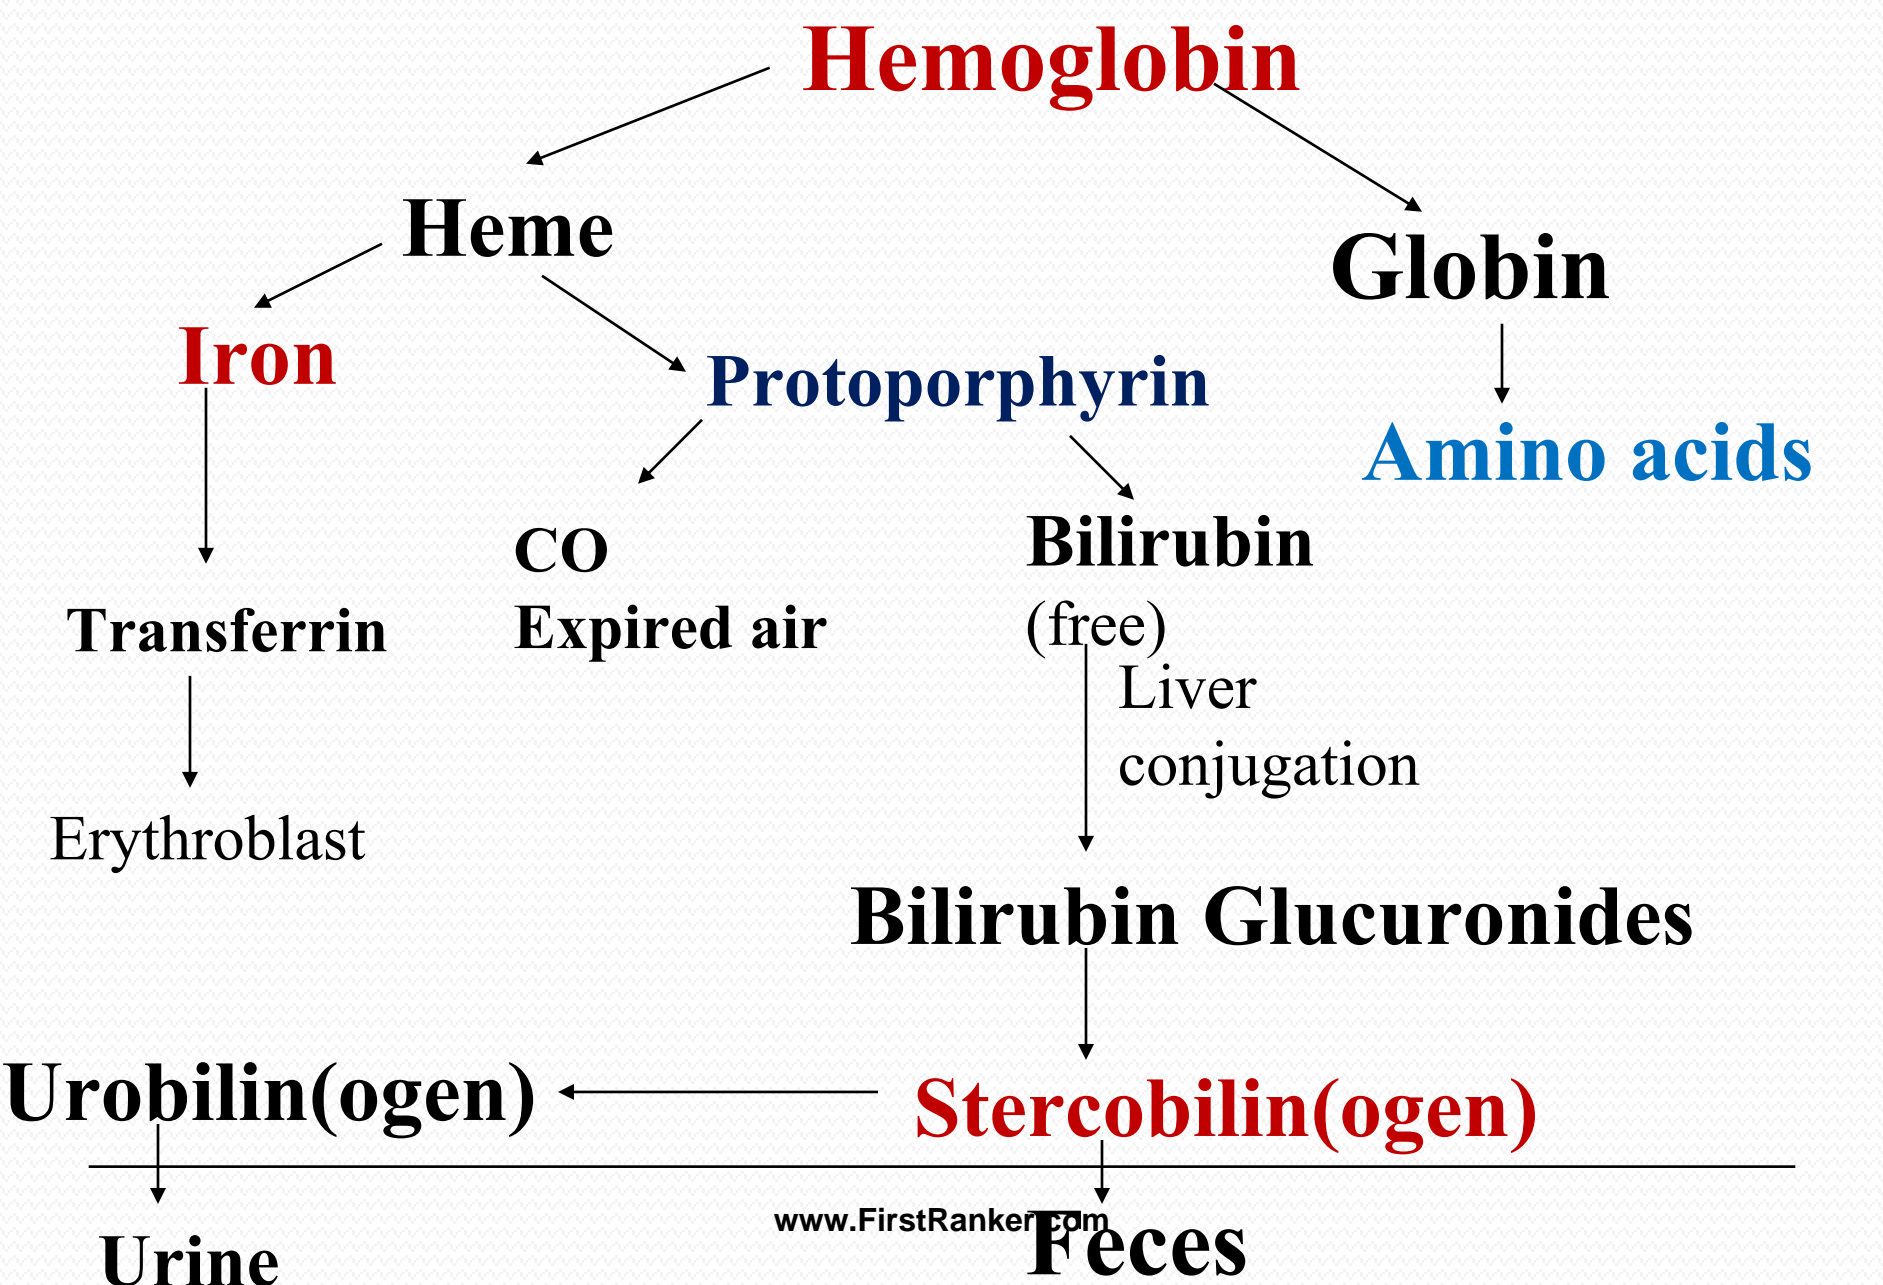 Hemoglobin
Heme
Globin
Iron
Protoporphyrin
Amino acids
CO
Expired air
Bilirubin
(free)
Transferrin
Liver
conjugation
Erythroblast
Bilirubin Glucuronides
Urobilin(ogen)
Stercobilin(ogen)
www.FirstRanker.com
Feces
Urine